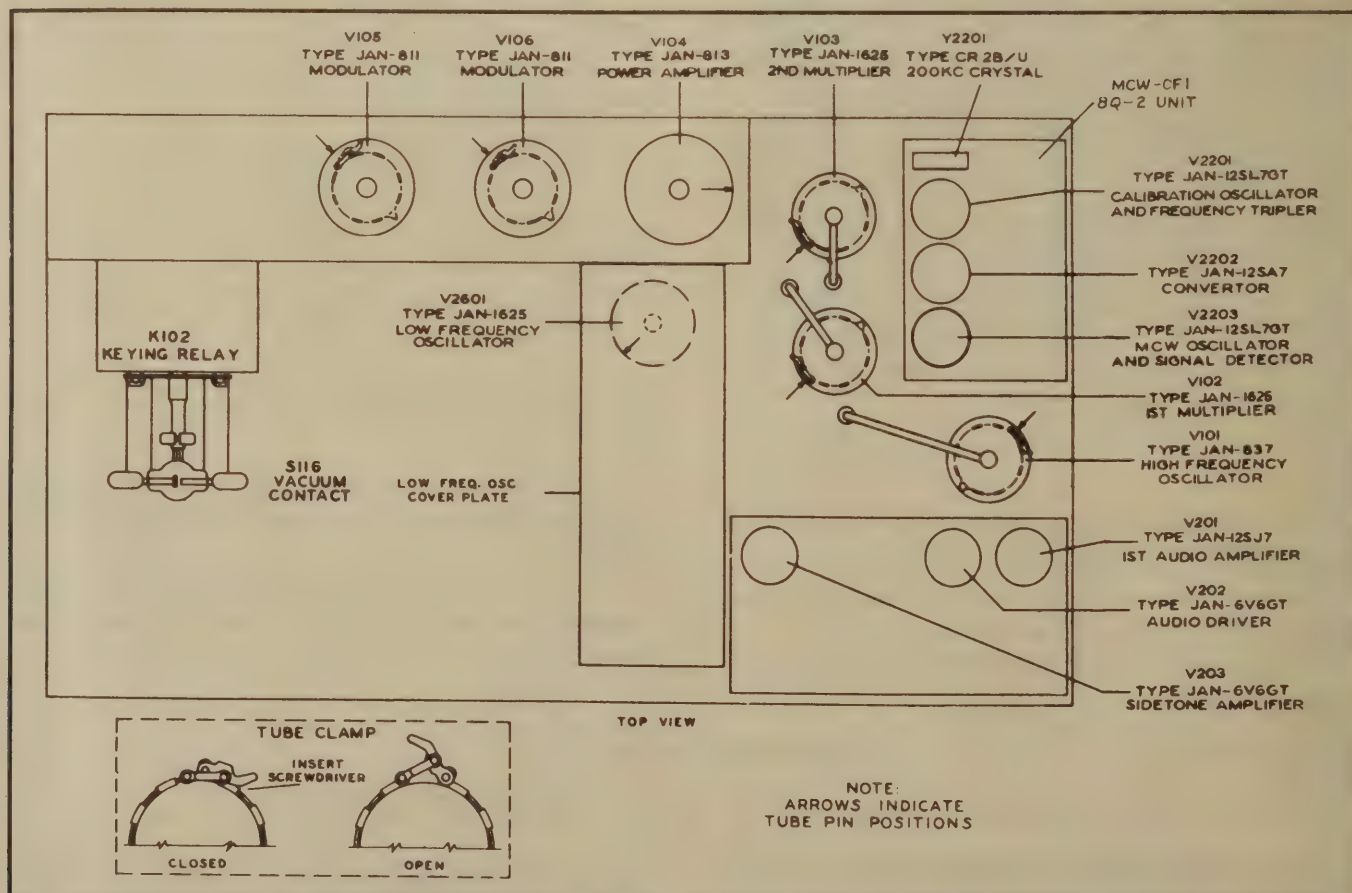 V105
TYPE JAN-811
MODULATOR
V106
TYPE JAN-811
MODULATOR
V104
TYPE JAN-813
POWER AMPLIFIER
V103
TYPE JAN-1625
2ND MULTIPLIER
Y2201
TYPE CR 2B/U
200KC CRYSTAL
MCW-CFI
BQ-2 UNIT
V2201
TYPE JAN-12SL7GT
CALIBRATION OSCILLATOR
AND FREQUENCY TRIPLER
V2202
TYPE JAN-12SA7
CONVERTOR
V2203
TYPE JAN-12SL7GT
MCW OSCILLATOR
AND SIGNAL DETECTOR
V102
TYPE JAN-1625
1ST MULTIPLIER
V101
TYPE JAN-837
HIGH FREQUENCY
OSCILLATOR
V201
TYPE JAN-12SJ7
1ST AUDIO AMPLIFIER
V202
TYPE JAN-6V6GT
AUDIO DRIVER
V203
TYPE JAN-6V6GT
SIDETONE AMPLIFIER
V2601
TYPE JAN-1625
LOW FREQUENCY
OSCILLATOR
K102
KEYING RELAY
S116
VACUUM
CONTACT
LOW FREQ. OSC
COVER PLATE
TOP VIEW
TUBE CLAMP
INSERT
SCREWDRIVER
CLOSED
OPEN
NOTE:
ARROWS INDICATE
TUBE PIN POSITIONS